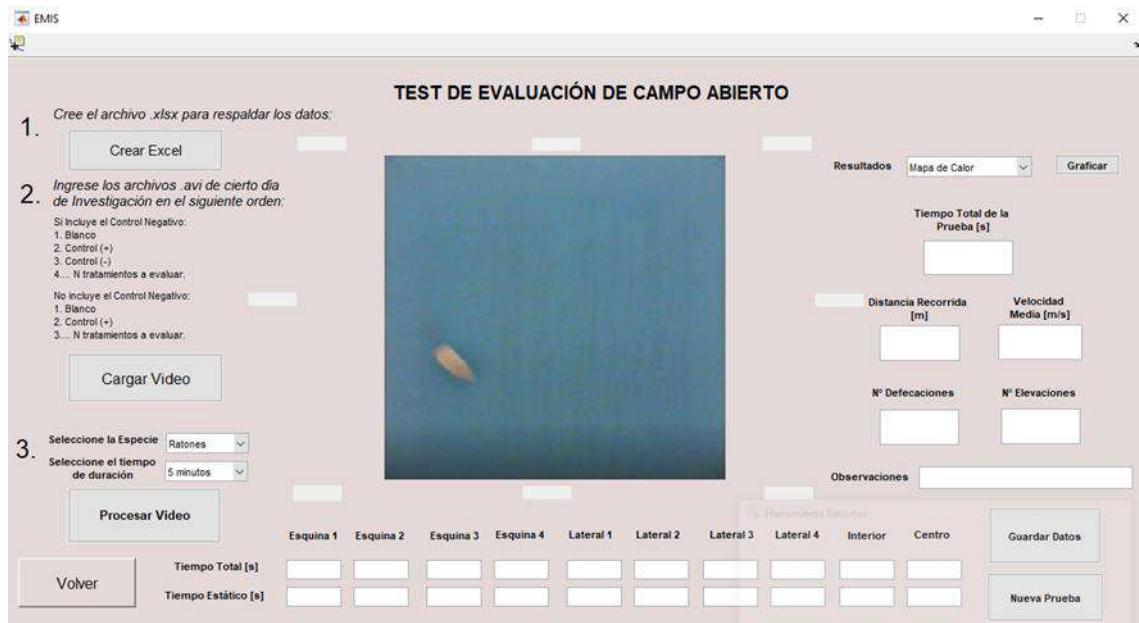 EMIS
TEST DE EVALUACIÓN DE CAMPO ABIERTO
1.
Cree el archivo .xlsx para respaldar los datos:
Crear Excel
2.
Ingrese los archivos .avi de cierto día
de Investigación en el siguiente orden:
Si Incluye el Control Negativo:
1. Blanco
2. Control (+)
3. Control (-)
4.... N tratamientos a evaluar.
No incluye el Control Negativo:
1. Blanco
2. Control (+)
3.... N tratamientos a evaluar.
Cargar Video
3.
Seleccione la Especie
Ratones
Seleccione el tiempo
de duración
5 minutos
Procesar Video
Volver
Resultados
Mapa de Calor
Graficar
Tiempo Total de la
Prueba [s]
Distancia Recorrida
[m]
Velocidad
Media [m/s]
Nº Defecaciones
Nº Elevaciones
Observaciones
Herramienta Recortes
Esquina 1 Esquina 2 Esquina 3 Esquina 4 Lateral 1 Lateral 2 Lateral 3 Lateral 4 Interior Centro
Tiempo Total [s]
Tiempo Estático [s]
Guardar Datos
Nueva Prueba